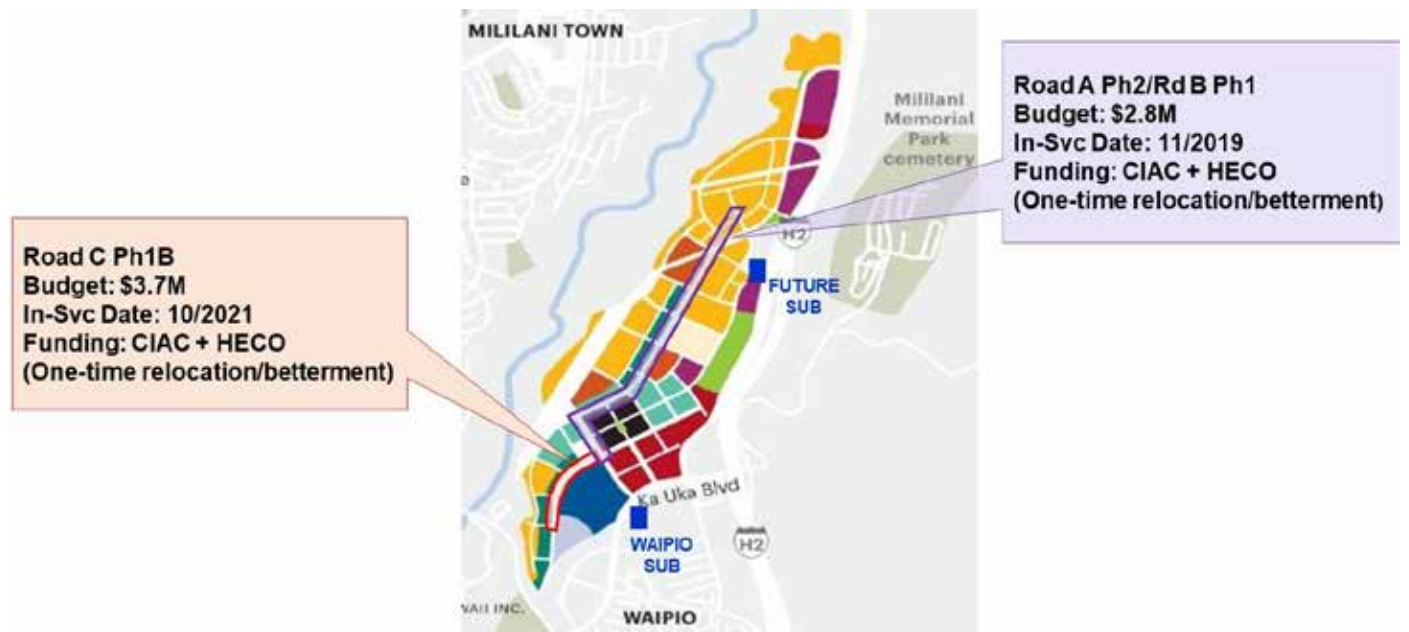 MILILANI TOWN
Road A Ph2/Rd B Ph1
Budget: $2.8M
In-Svc Date: 11/2019
Funding: CIAC + HECO
(One-time relocation/betterment)
Mililani
Memorial
Park
cemetery
H2
Road C Ph1B
Budget: $3.7M
In-Svc Date: 10/2021
Funding: CIAC + HECO
(One-time relocation/betterment)
FUTURE
SUB
Ka Uka Blvd
WAIPIO
SUB
H2
WAII INC.
WAIPIO